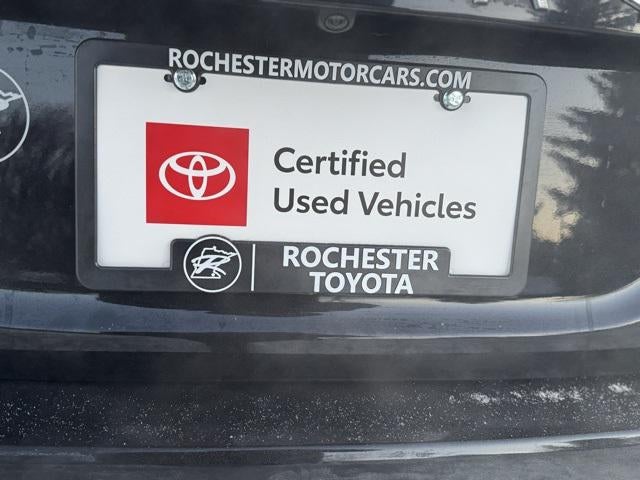 ROCHESTERMOTORCARS.COM
Certified
Used Vehicles
ROCHESTER
TOYOTA